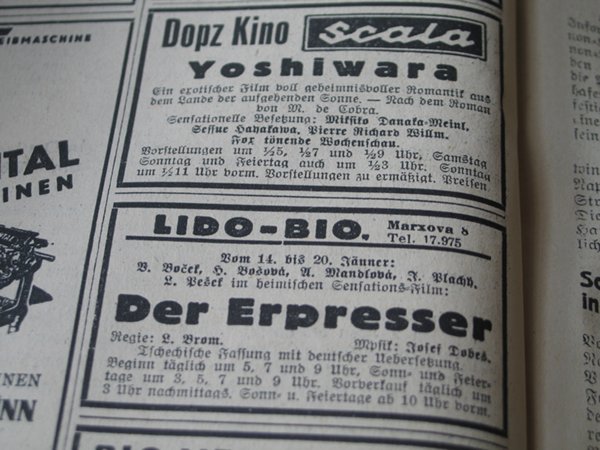 EIBMASCHINE
ITAL
INEN
NEN
NN
Dopz Kino Scala
Yoshiwara
Ein exotischer Film voll geheimnisvoller Romantik aus
dem Lande der aufgehenden Sonne. — Nach dem Roman
von M. de Cobra.
Sensationelle Besetzung: Mikhiko Danaka-Meinl,
Sessue Hayakawa, Pierre Richard Willm.
Fox tönende Wochenschau.
Vorstellungen um ½5, ½7 und ½9 Uhr, Samstag
Sonntag und Feiertag auch um ½3 Uhr. Sonntag
um ½11 Uhr vorm. Vorstellungen zu ermäßigt. Preisen.
LIDO-BIO. Marxova 8
Tel. 17.975
Vom 14. bis 20. Jänner:
V. Boček, H. Bosová, A. Mandlová, J. Plachý,
L. Pešek im heimischen Sensations-Film:
Der Erpresser
Regie: L. Brom. Musik: Josef Dobeš.
Tschechische Fassung mit deutscher Uebersetzung.
Beginn täglich um 5, 7 und 9 Uhr, Sonn- und Feier-
tage um 3, 5, 7 und 9 Uhr. Vorverkauf täglich um
3 Uhr nachmittags. Sonn- u. Feiertage ab 10 Uhr vorm.